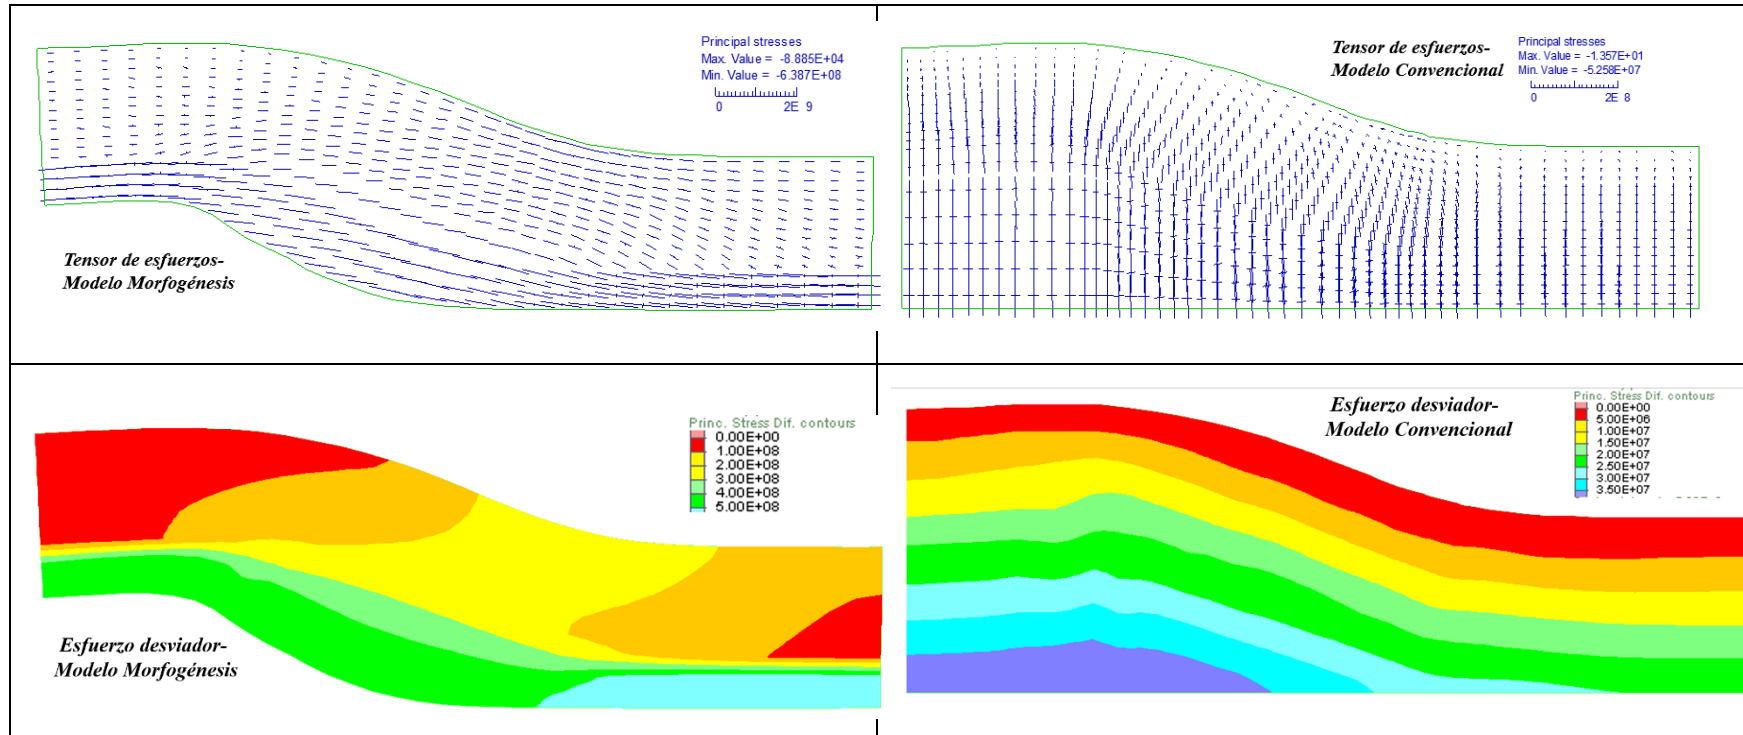 Principal stresses
Max. Value = -8.885E+04
Min. Value = -6.387E+08
0 2E 9
Tensor de esfuerzos-
Modelo Morfogénesis
Tensor de esfuerzos-
Modelo Convencional
Principal stresses
Max. Value = -1.357E+01
Min. Value = -5.258E+07
0 2E 8
Princ. Stress Dif. contours
0.00E+00
1.00E+08
2.00E+08
3.00E+08
4.00E+08
5.00E+08
Esfuerzo desviador-
Modelo Morfogénesis
Esfuerzo desviador-
Modelo Convencional
Princ. Stress Dif. contours
0.00E+00
5.00E+06
1.00E+07
1.50E+07
2.00E+07
2.50E+07
3.00E+07
3.50E+07